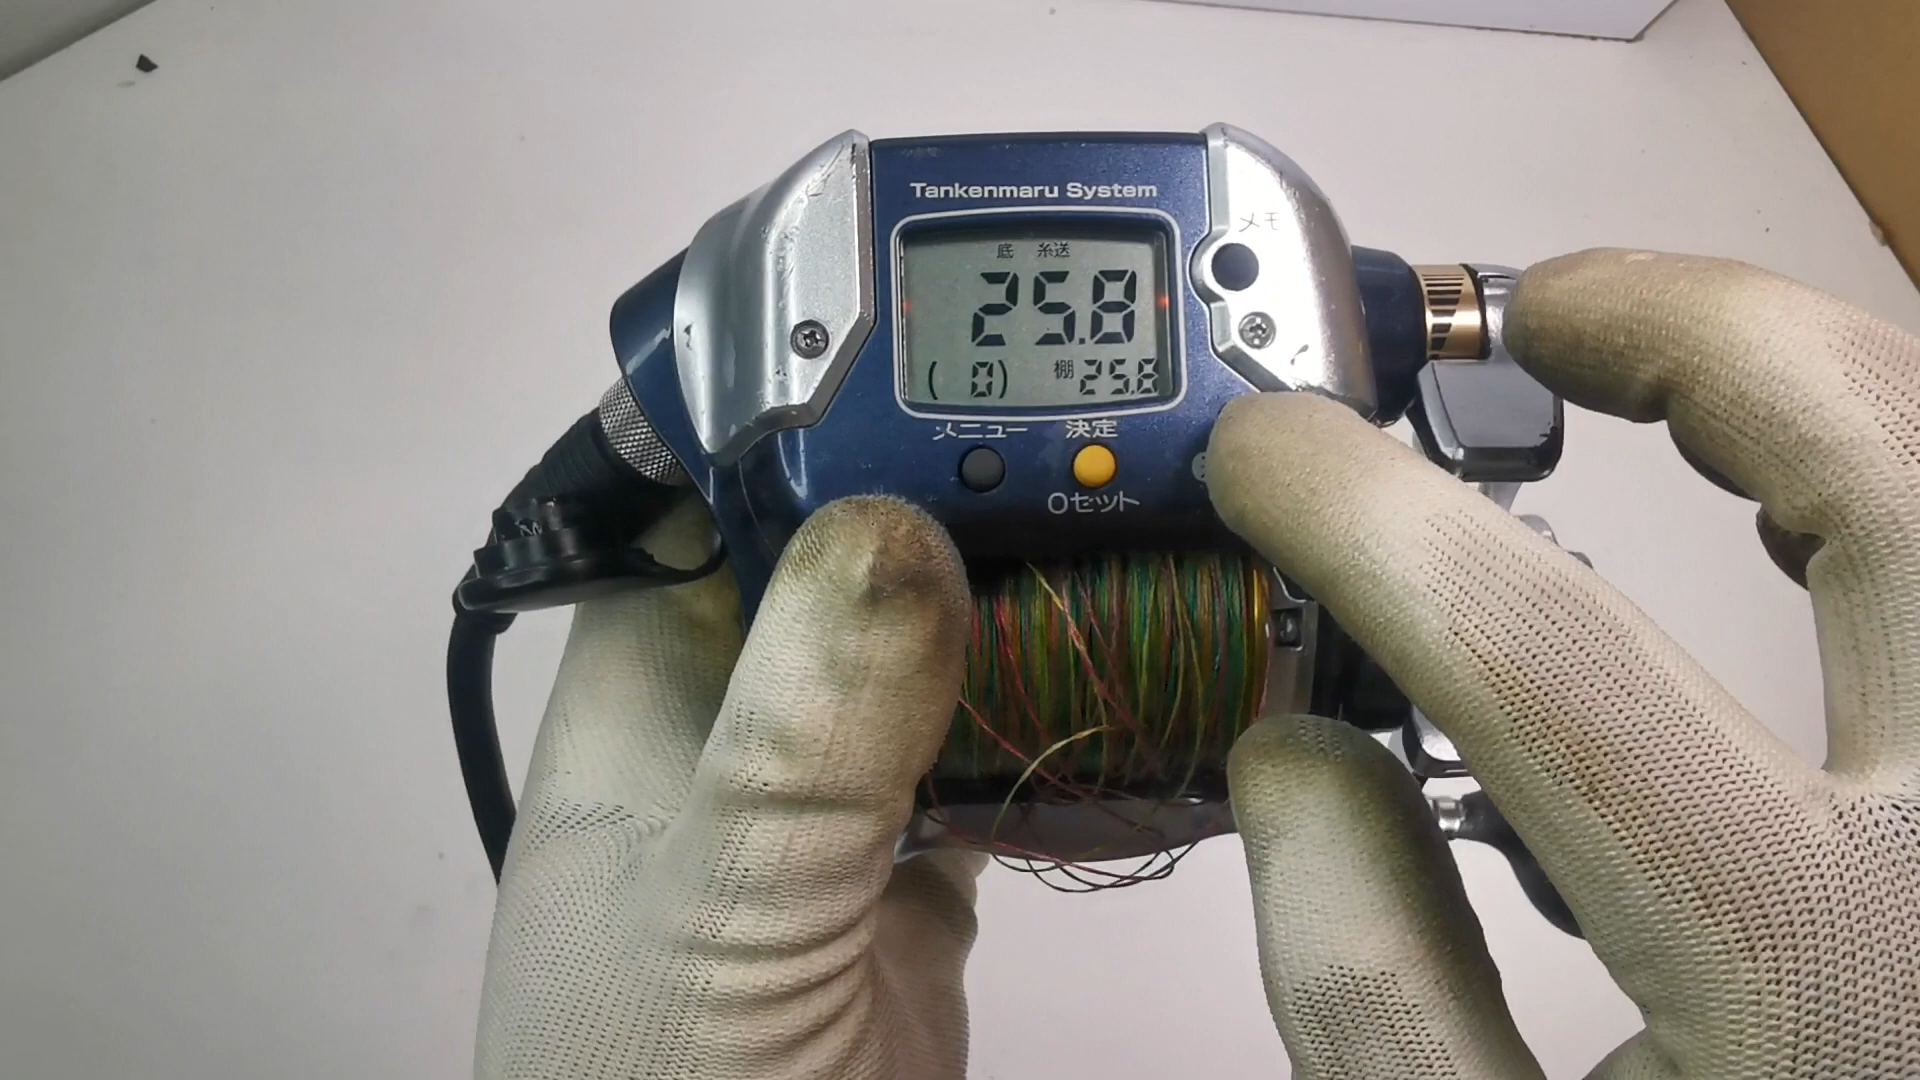 Tankenmaru System
メモ
底 糸送
25.8
( 0) 棚 25.8
メニュー 決定
0セット